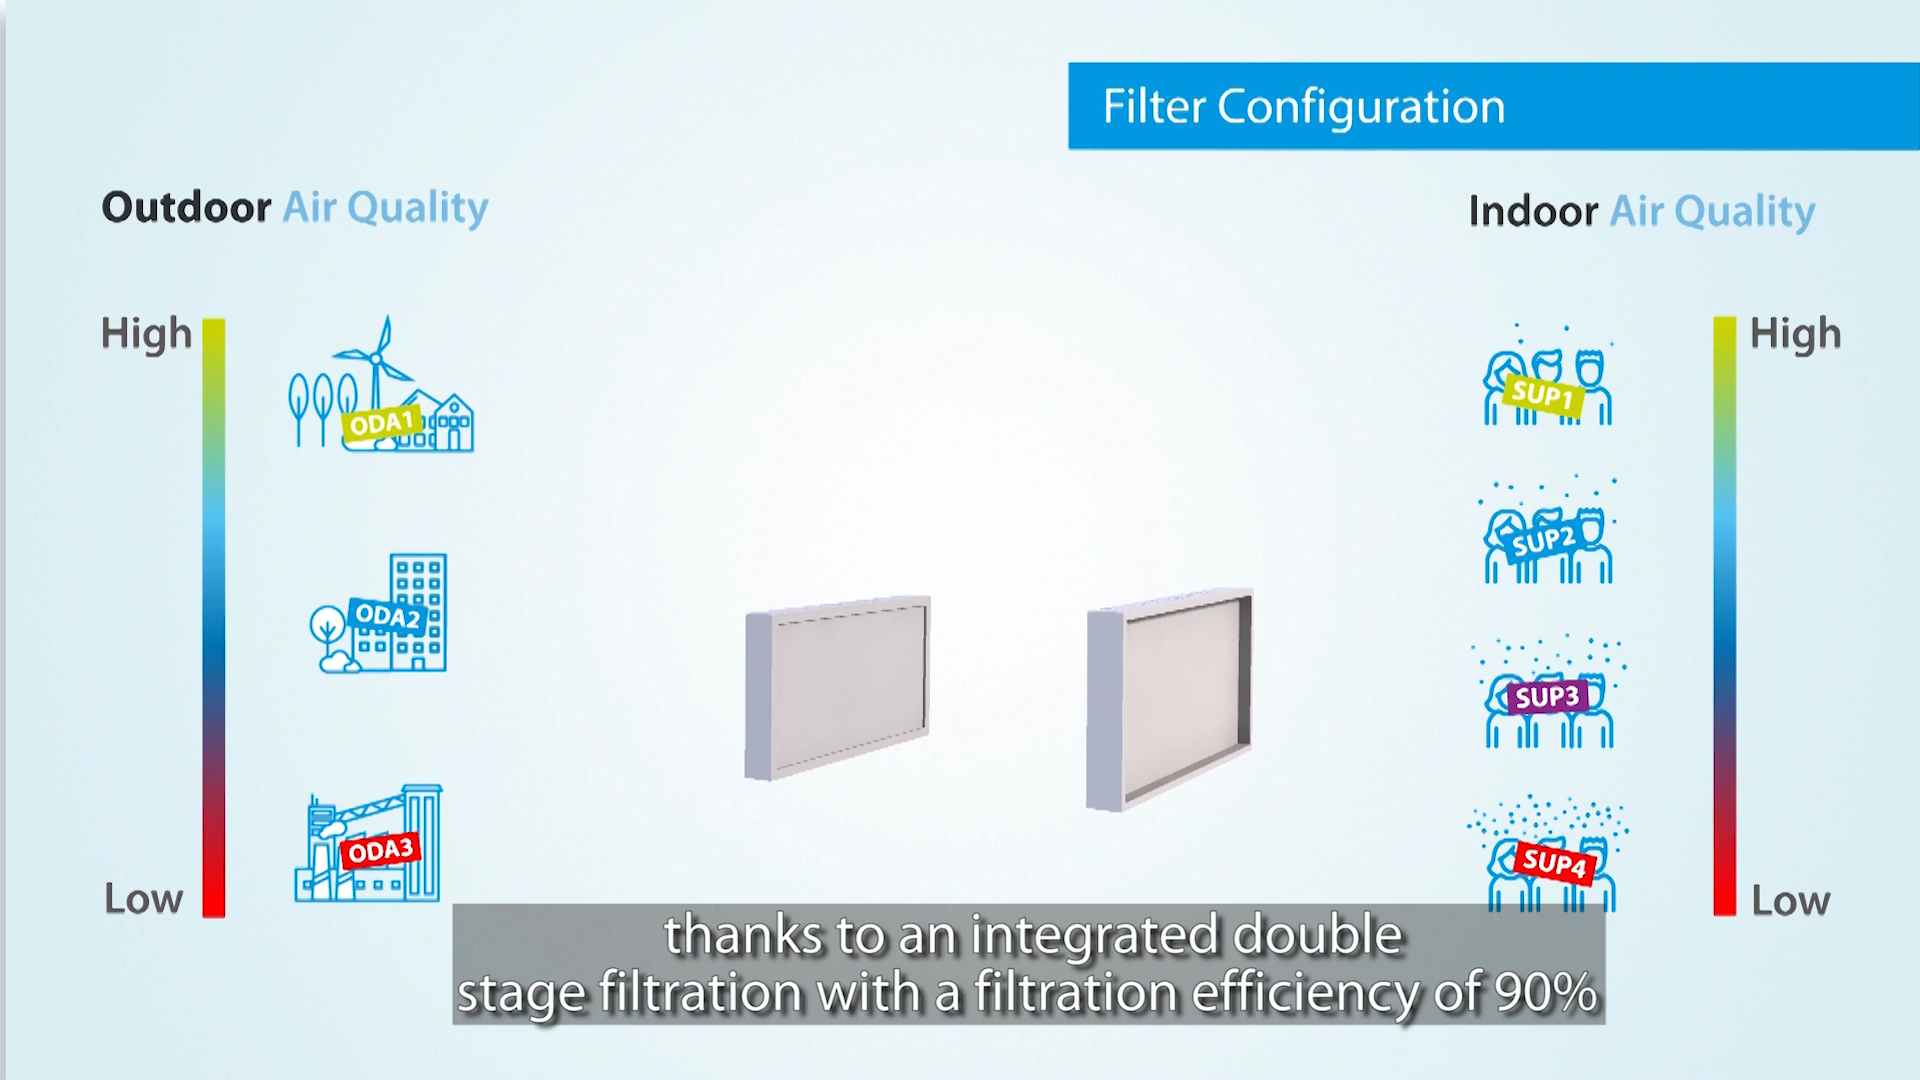 Filter Configuration
Outdoor Air Quality
Indoor Air Quality
High
ODA1
ODA2
ODA3
Low
SUP1
SUP2
SUP3
SUP4
High
Low
thanks to an integrated double
stage filtration with a filtration efficiency of 90%